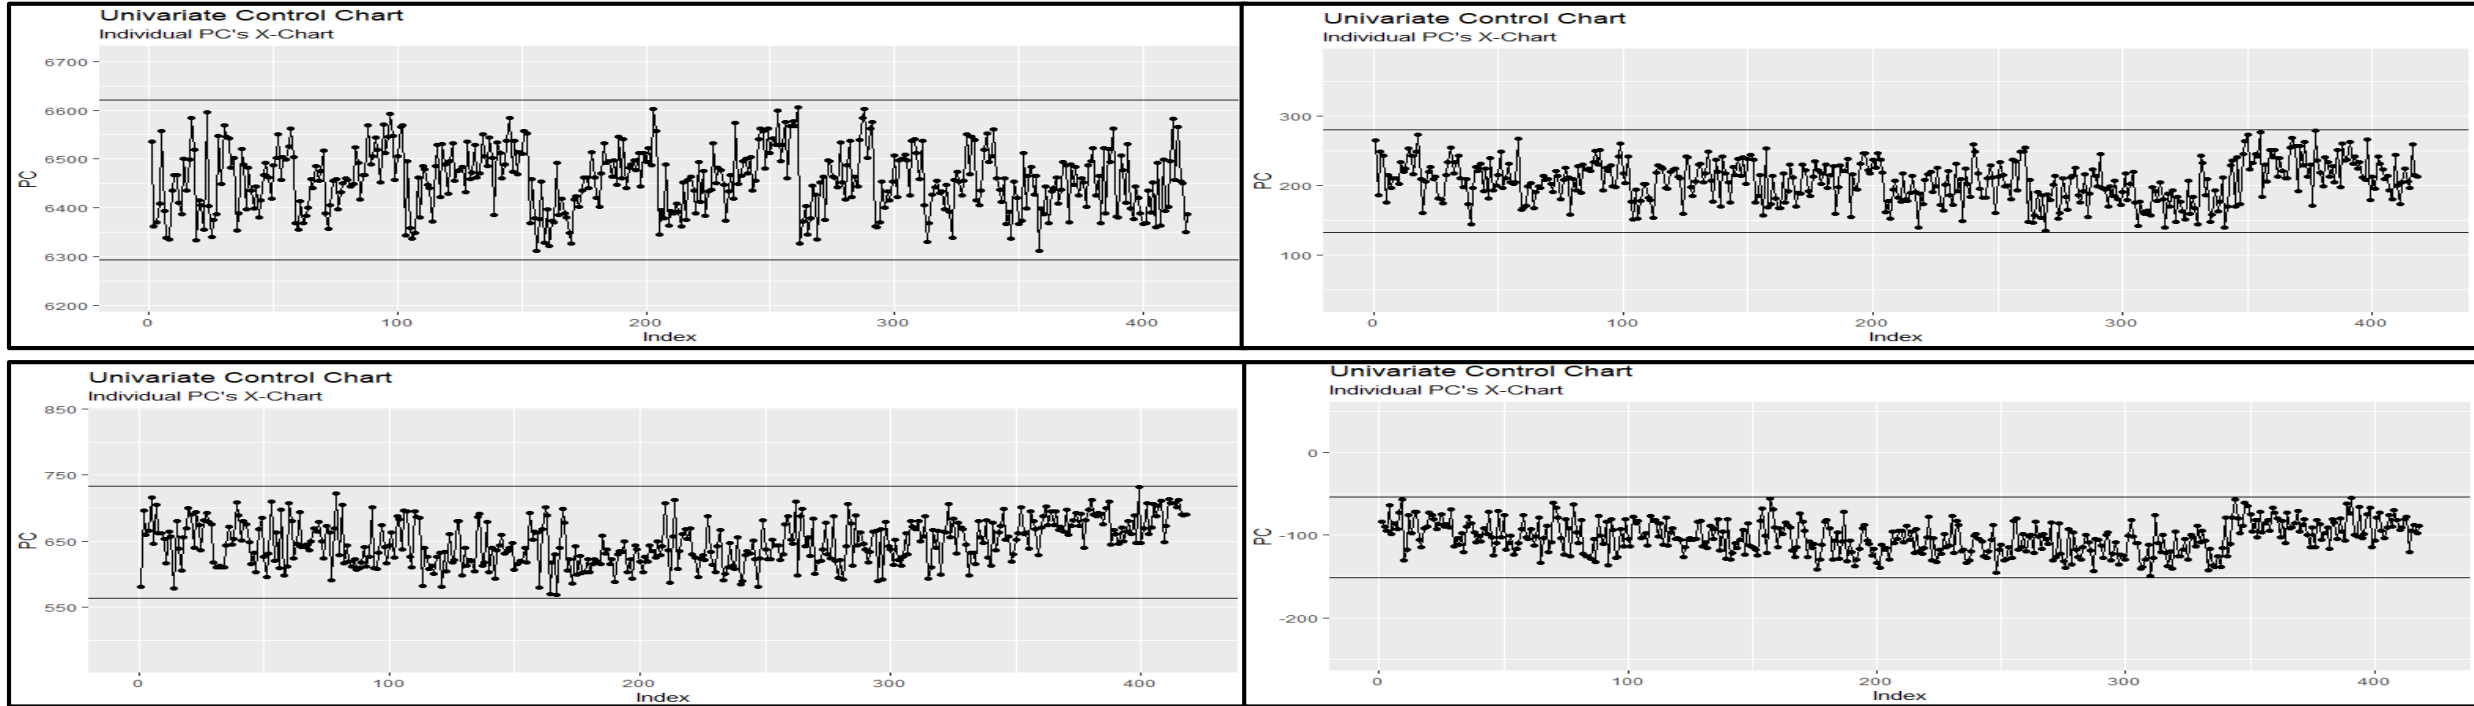 Univariate Control Chart
Individual PC's X-Chart
6700
6600
6500
6400
6300
6200
PC
0 100 200 300 400
Index
Univariate Control Chart
Individual PC's X-Chart
300
200
100
PC
0 100 200 300 400
Index
Univariate Control Chart
Individual PC's X-Chart
850
750
650
550
PC
0 100 200 300 400
Index
Univariate Control Chart
Individual PC's X-Chart
0
-100
-200
PC
0 100 200 300 400
Index